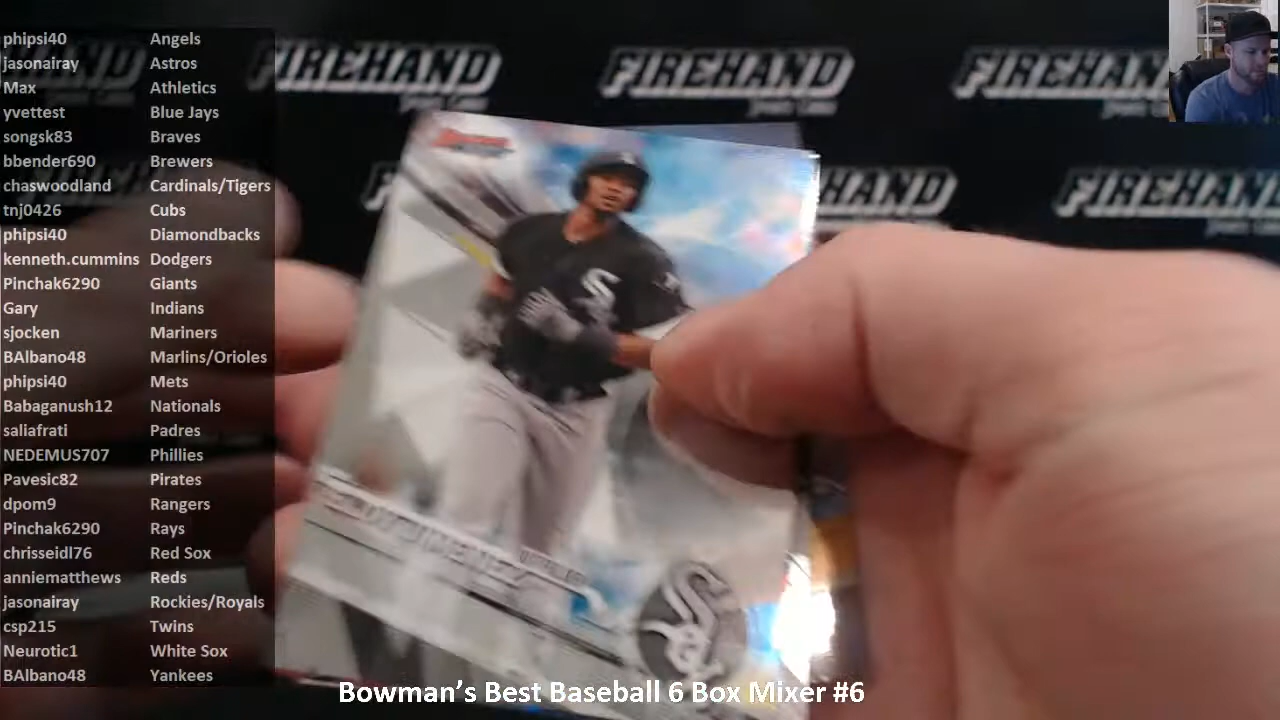 phipsi40 Angels
jasonairay Astros
Max Athletics
yvettest Blue Jays
songsk83 Braves
bbender690 Brewers
chaswoodland Cardinals/Tigers
tnj0426 Cubs
phipsi40 Diamondbacks
kenneth.cummins Dodgers
Pinchak6290 Giants
Gary Indians
sjocken Mariners
BAlbano48 Marlins/Orioles
phipsi40 Mets
Babaganush12 Nationals
saliafrati Padres
NEDEMUS707 Phillies
Pavesic82 Pirates
dpom9 Rangers
Pinchak6290 Rays
chrisseidl76 Red Sox
anniematthews Reds
jasonairay Rockies/Royals
csp215 Twins
Neurotic1 White Sox
BAlbano48 Yankees
FIREHAND FIREHAND FIREHAND
Bowman's Best Baseball 6 Box Mixer #6